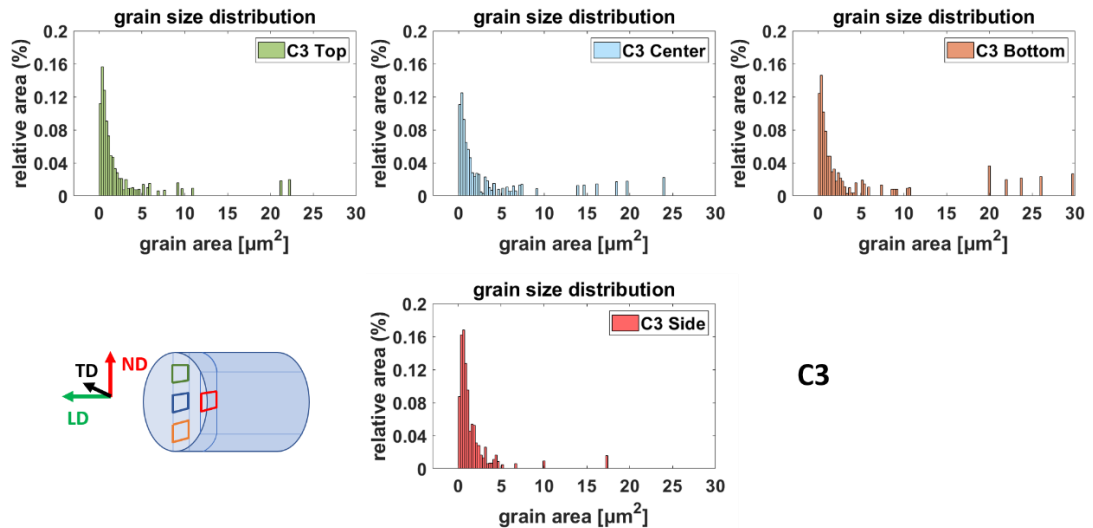 grain size distribution
0.2
0.16
0.12
0.08
0.04
0
relative area (%)
C3 Top
0 5 10 15 20 25 30
grain area [µm²]
grain size distribution
0.2
0.16
0.12
0.08
0.04
0
relative area (%)
C3 Center
0 5 10 15 20 25 30
grain area [µm²]
grain size distribution
0.2
0.16
0.12
0.08
0.04
0
relative area (%)
C3 Bottom
0 5 10 15 20 25 30
grain area [µm²]
TD
ND
LD
grain size distribution
0.2
0.16
0.12
0.08
0.04
0
relative area (%)
C3 Side
0 5 10 15 20 25 30
grain area [µm²]
C3